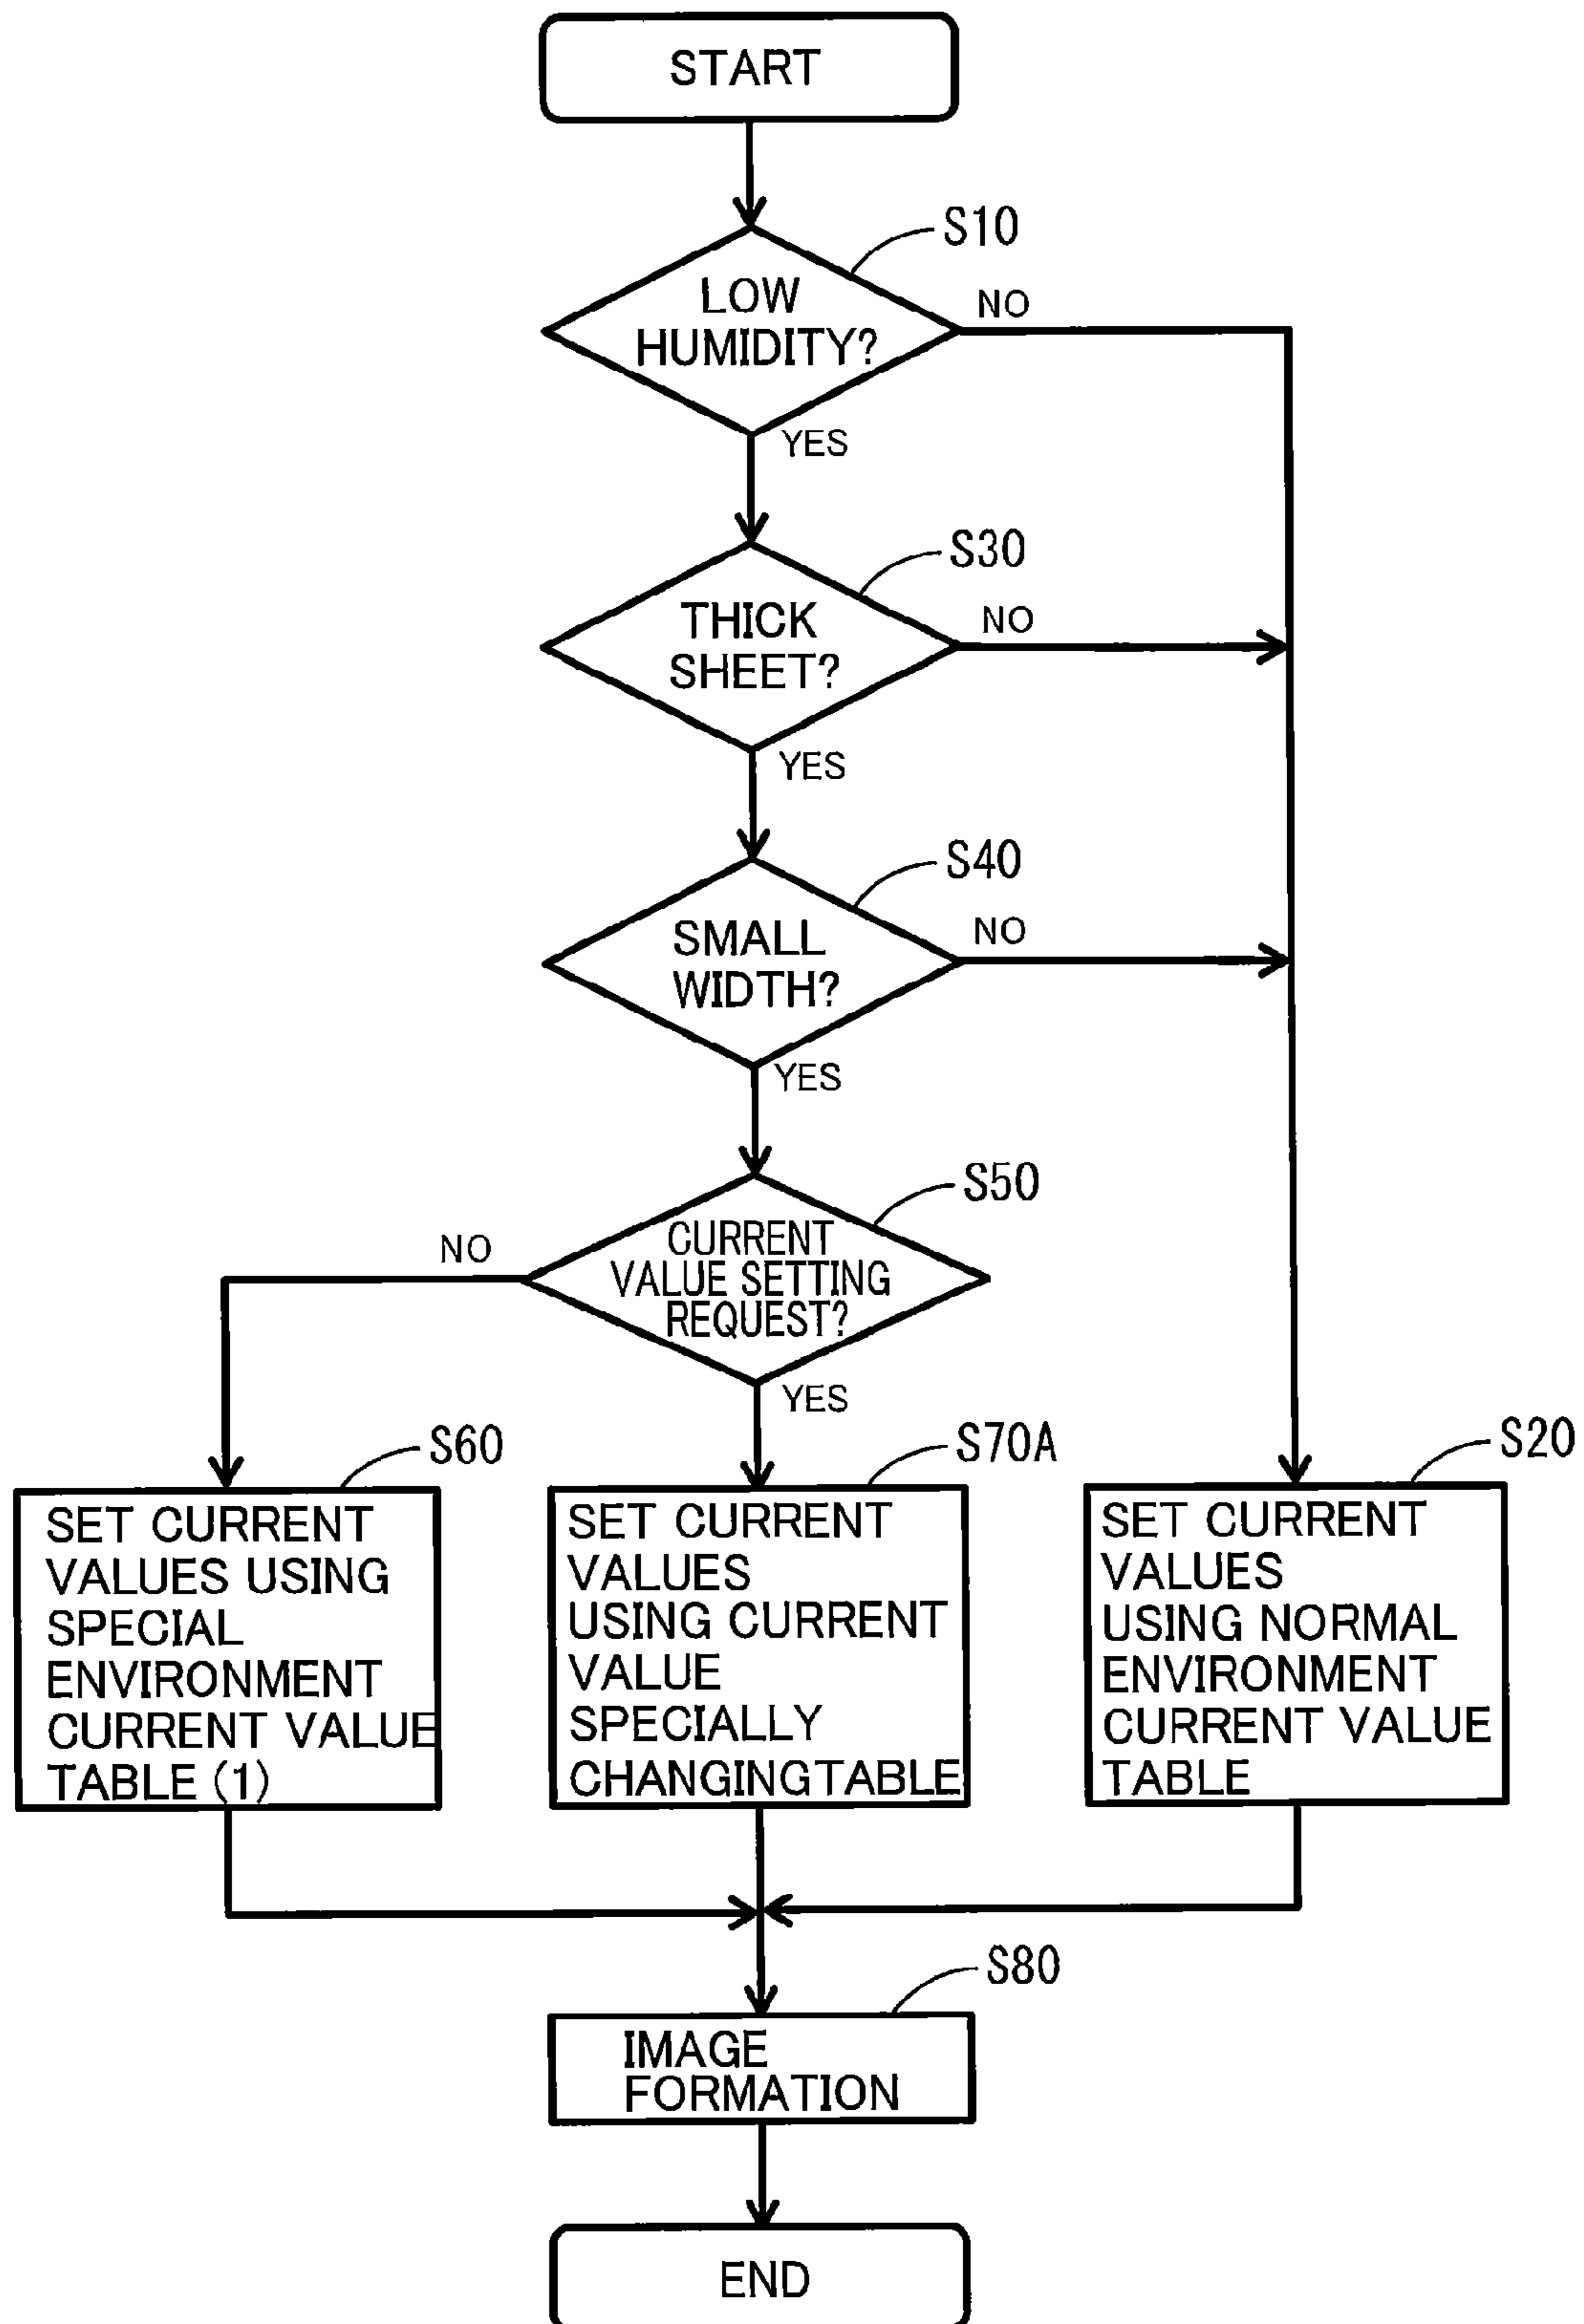 START
S10
LOW
HUMIDITY?
NO
YES
S30
THICK
SHEET?
NO
YES
S40
SMALL
WIDTH?
NO
YES
S50
CURRENT
VALUE SETTING
REQUEST?
NO
YES
S60
SET CURRENT
VALUES USING
SPECIAL
ENVIRONMENT
CURRENT VALUE
TABLE (1)
S70A
SET CURRENT
VALUES
USING CURRENT
VALUE
SPECIALLY
CHANGINGTABLE
S20
SET CURRENT
VALUES
USING NORMAL
ENVIRONMENT
CURRENT VALUE
TABLE
S80
IMAGE
FORMATION
END